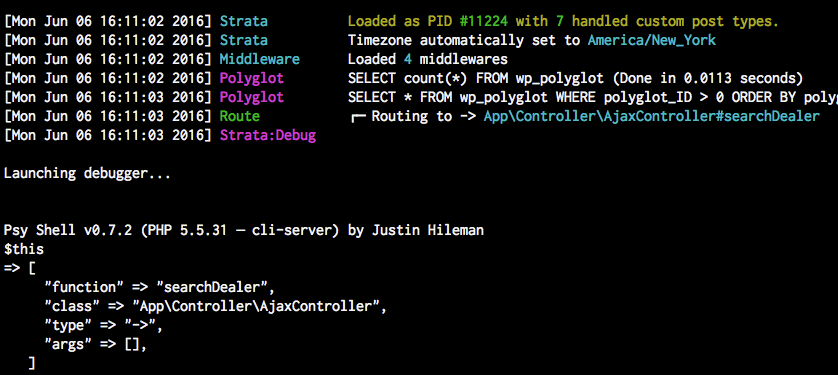 [Mon Jun 06 16:11:02 2016] Strata Loaded as PID #11224 with 7 handled custom post types.
[Mon Jun 06 16:11:02 2016] Strata Timezone automatically set to America/New_York
[Mon Jun 06 16:11:02 2016] Middleware Loaded 4 middlewares
[Mon Jun 06 16:11:02 2016] Polyglot SELECT count(*) FROM wp_polyglot (Done in 0.0113 seconds)
[Mon Jun 06 16:11:03 2016] Polyglot SELECT * FROM wp_polyglot WHERE polyglot_ID > 0 ORDER BY polyg
[Mon Jun 06 16:11:03 2016] Route ┌─ Routing to -> App\Controller\AjaxController#searchDealer
[Mon Jun 06 16:11:03 2016] Strata:Debug
Launching debugger...
Psy Shell v0.7.2 (PHP 5.5.31 — cli-server) by Justin Hileman
$this
=> [
"function" => "searchDealer",
"class" => "App\Controller\AjaxController",
"type" => "->",
"args" => [],
]